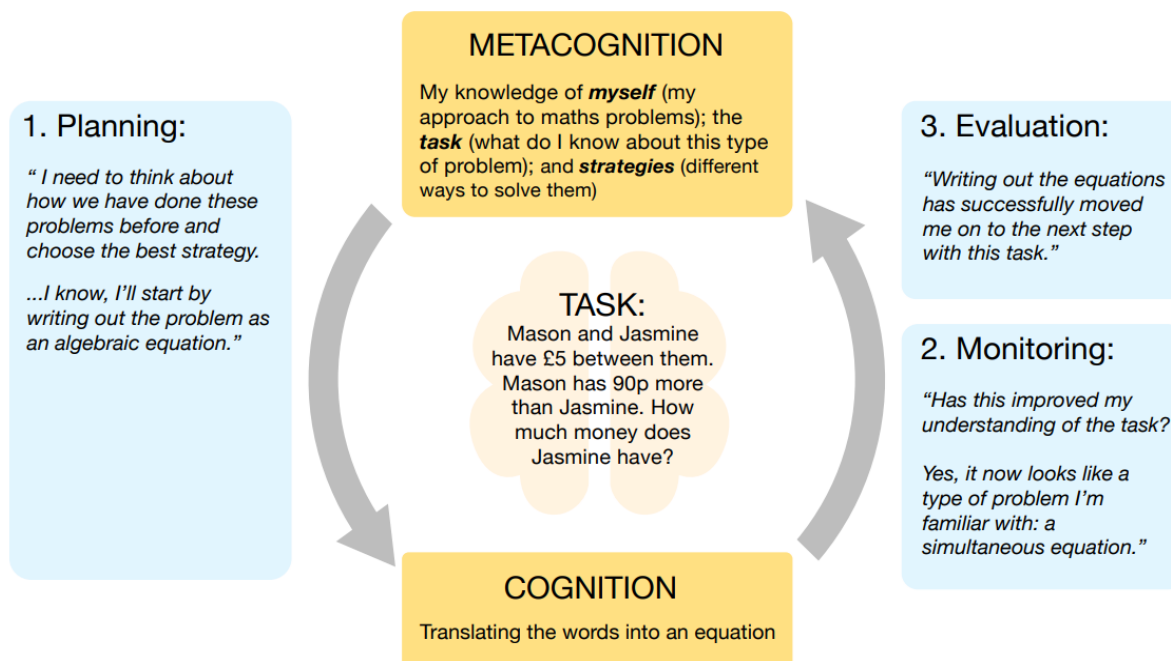 METACOGNITION
My knowledge of myself (my
approach to maths problems); the
task (what do I know about this type
of problem); and strategies (different
ways to solve them)
1. Planning:
“ I need to think about
how we have done these
problems before and
choose the best strategy.
...I know, I’ll start by
writing out the problem as
an algebraic equation.”
TASK:
Mason and Jasmine
have £5 between them.
Mason has 90p more
than Jasmine. How
much money does
Jasmine have?
3. Evaluation:
“Writing out the equations
has successfully moved
me on to the next step
with this task.”
2. Monitoring:
“Has this improved my
understanding of the task?
Yes, it now looks like a
type of problem I’m
familiar with: a
simultaneous equation.”
COGNITION
Translating the words into an equation